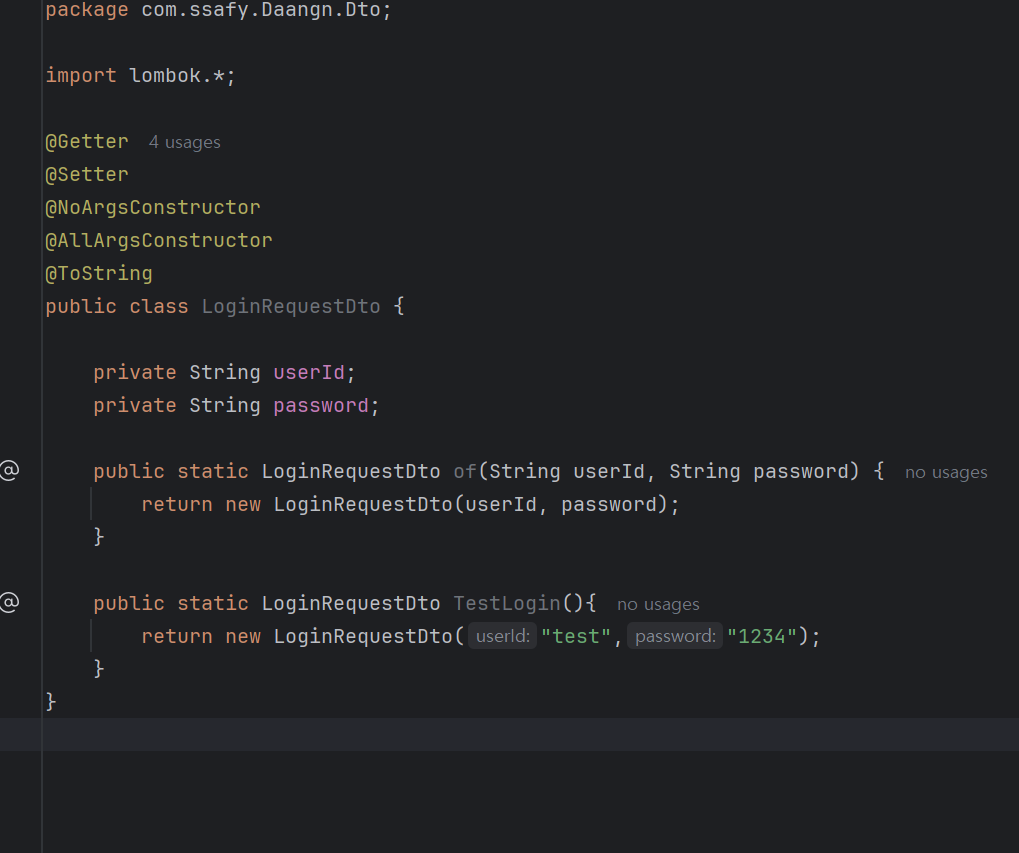 package com.ssafy.Daangn.Dto;
import lombok.*;
@Getter 4 usages
@Setter
@NoArgsConstructor
@AllArgsConstructor
@ToString
public class LoginRequestDto {
private String userId;
private String password;
public static LoginRequestDto of(String userId, String password) { no usages
return new LoginRequestDto(userId, password);
}
public static LoginRequestDto TestLogin(){ no usages
return new LoginRequestDto( userId: "test", password: "1234");
}
}